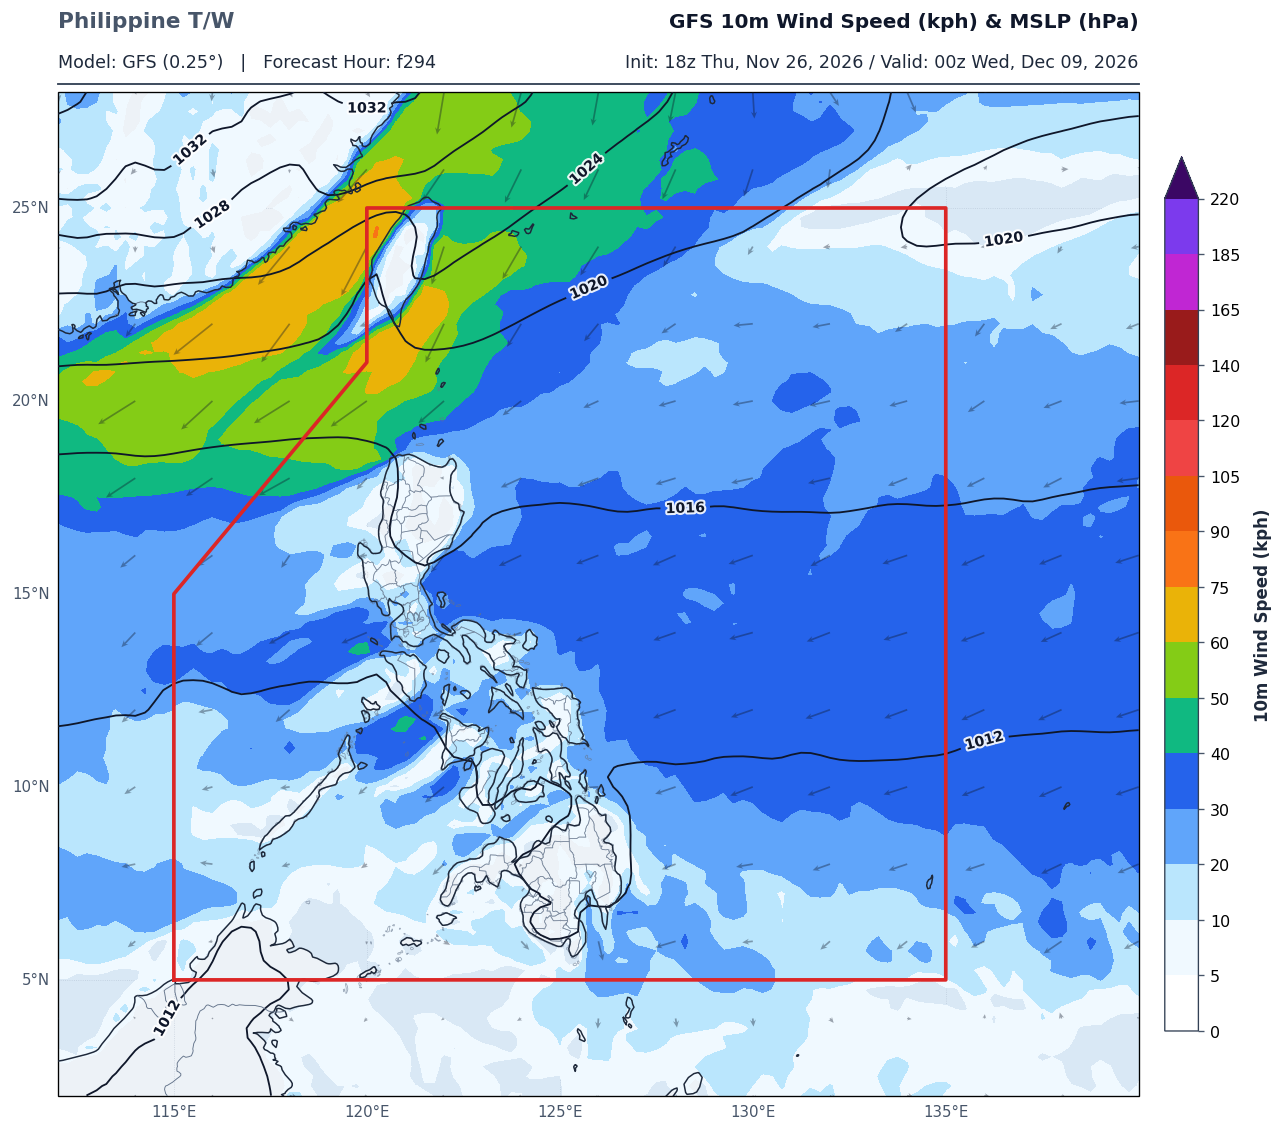 Philippine T/W
GFS 10m Wind Speed (kph) & MSLP (hPa)
Model: GFS (0.25°)   |   Forecast Hour: f294
Init: 18z Thu, Nov 26, 2026 / Valid: 00z Wed, Dec 09, 2026
1032
1032
1028
1024
1020
1020
1016
1012
1012
25°N
20°N
15°N
10°N
5°N
115°E
120°E
125°E
130°E
135°E
220
185
165
140
120
105
90
75
60
50
40
30
20
10
5
0
10m Wind Speed (kph)